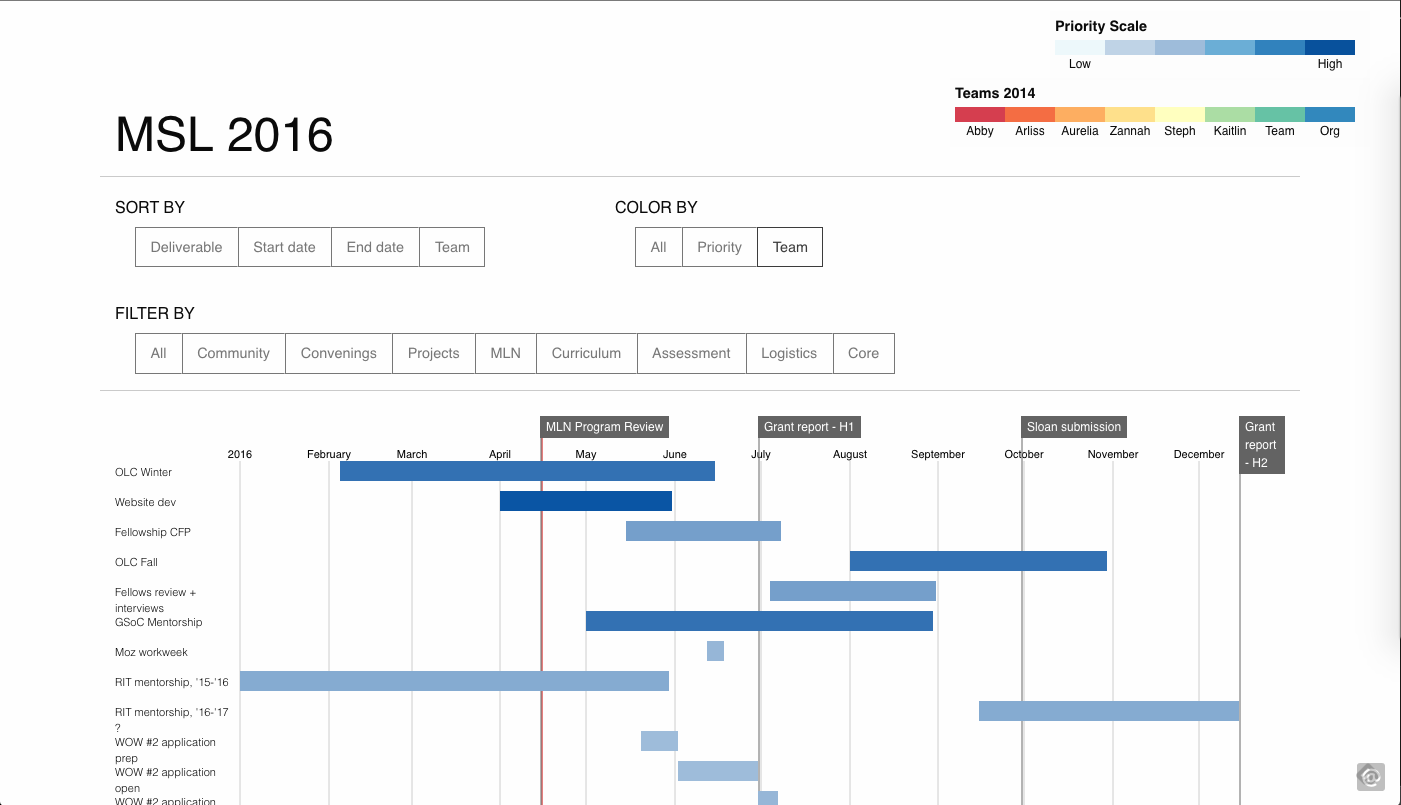 Priority Scale
Low High
Teams 2014
Abby Arliss Aurelia Zannah Steph Kaitlin Team Org
MSL 2016
SORT BY
Deliverable Start date End date Team
COLOR BY
All Priority Team
FILTER BY
All Community Convenings Projects MLN Curriculum Assessment Logistics Core
MLN Program Review
Grant report - H1
Sloan submission
Grant
report
- H2
2016 February March April May June July August September October November December
OLC Winter
Website dev
Fellowship CFP
OLC Fall
Fellows review +
interviews
GSoC Mentorship
Moz workweek
RIT mentorship, '15-'16
RIT mentorship, '16-'17
?
WOW #2 application
prep
WOW #2 application
open
WOW #2 application